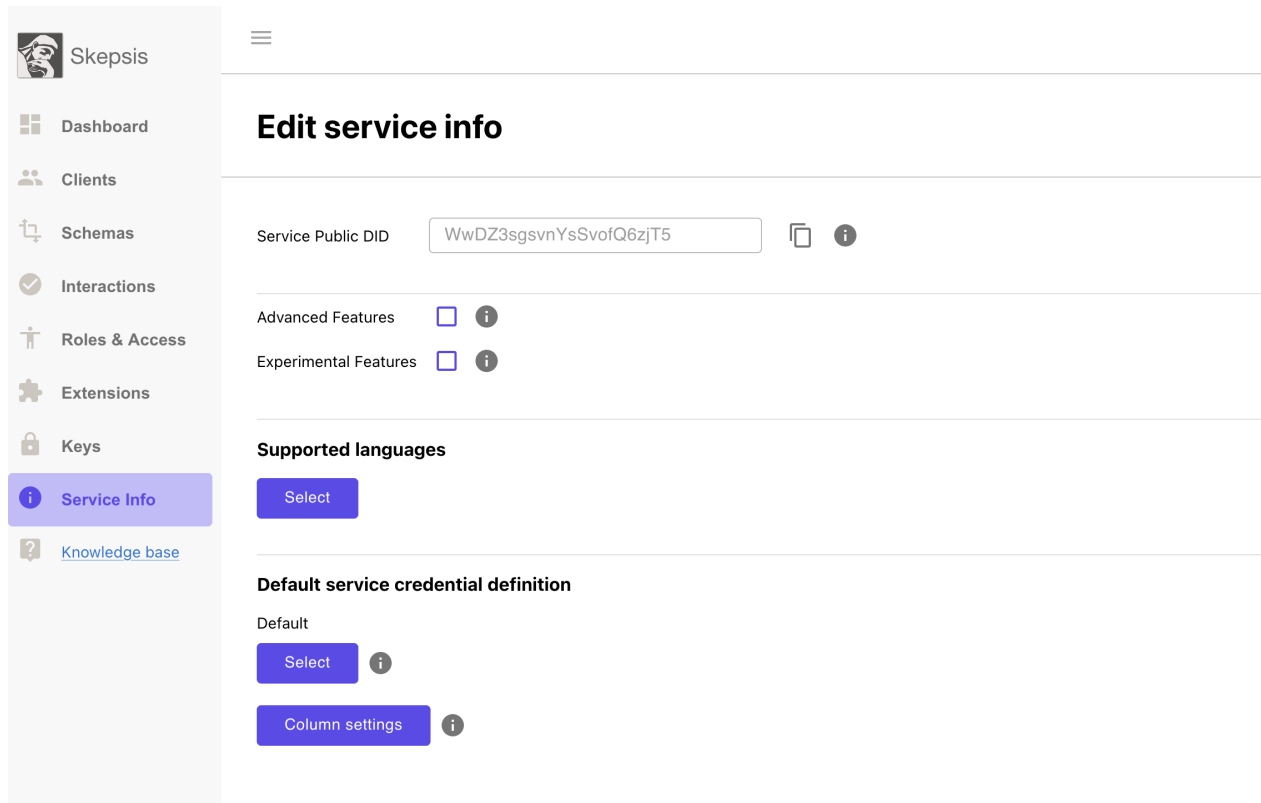 Skepsis
Dashboard
Clients
Schemas
Interactions
Roles & Access
Extensions
Keys
Service Info
Knowledge base
Edit service info
Service Public DID
WwDZ3sgsvnYsSvofQ6zjT5
Advanced Features
Experimental Features
Supported languages
Select
Default service credential definition
Default
Select
Column settings